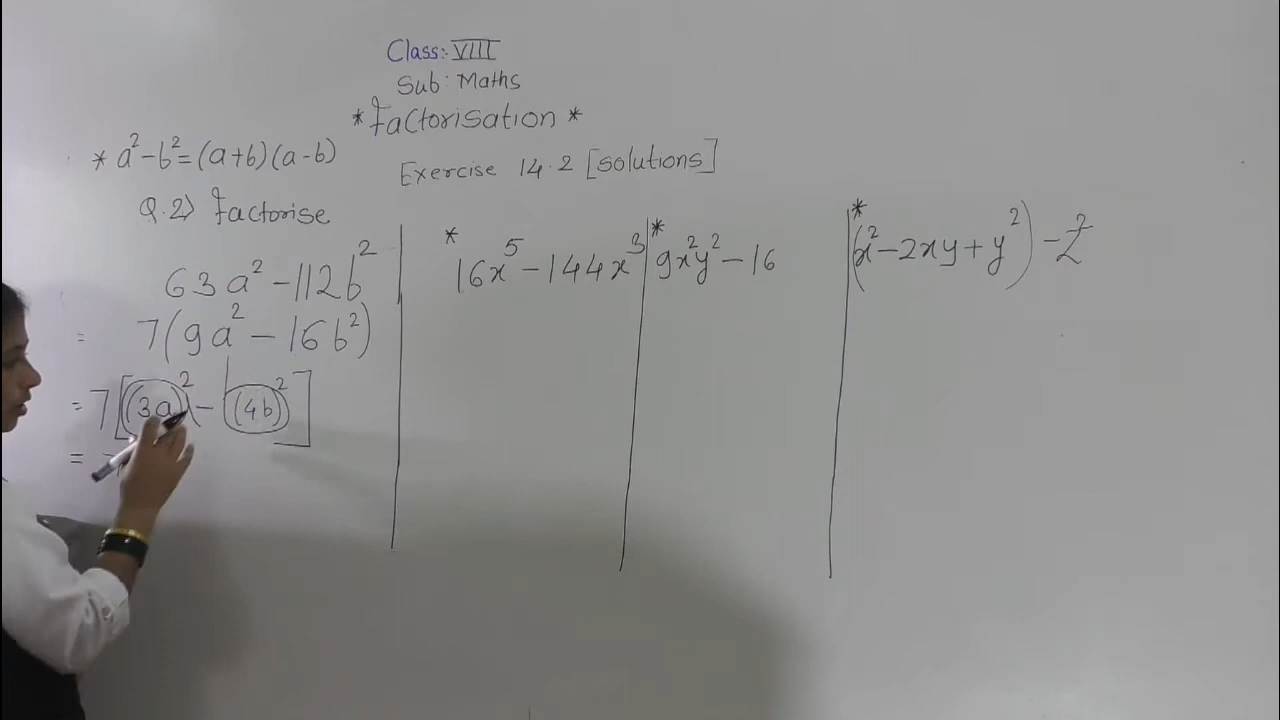 Class:- VIII
Sub: Maths
* Factorisation *
* a²-b²=(a+b)(a-b)
Exercise 14.2 [solutions]
Q.2) Factorise
63a² - 112b²
= 7(9a² - 16b²)
= 7[(3a)² - (4b)²]
= 7
* 16x⁵ - 144x³
* 9x²y² - 16
* (x² - 2xy + y²) - z²